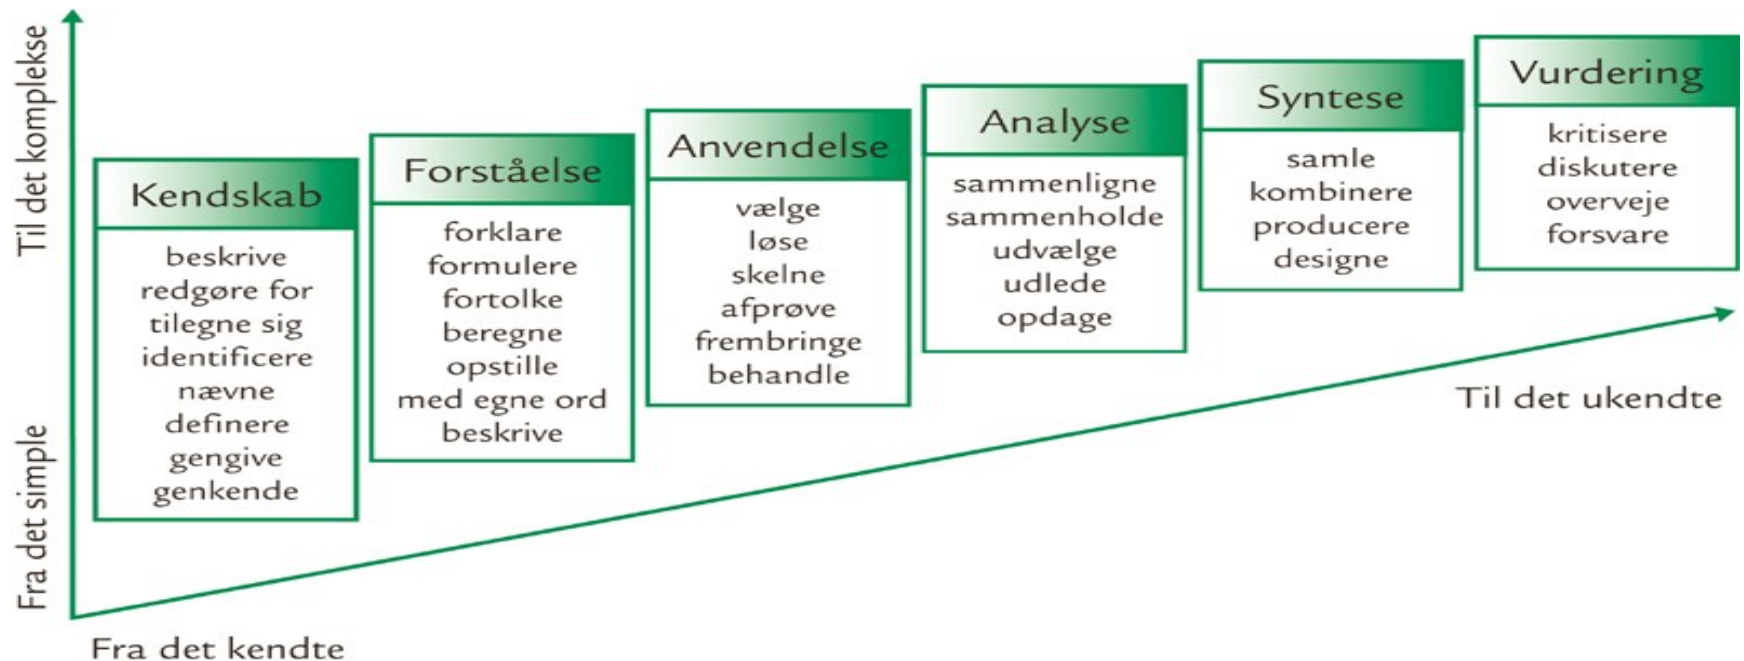 Til det komplekse
Fra det simple
Kendskab
beskrive
redgøre for
tilegne sig
identificere
nævne
definere
gengive
genkende
Forståelse
forklare
formulere
fortolke
beregne
opstille
med egne ord
beskrive
Anvendelse
vælge
løse
skelne
afprøve
frembringe
behandle
Analyse
sammenligne
sammenholde
udvælge
udlede
opdage
Syntese
samle
kombinere
producere
designe
Vurdering
kritisere
diskutere
overveje
forsvare
Til det ukendte
Fra det kendte